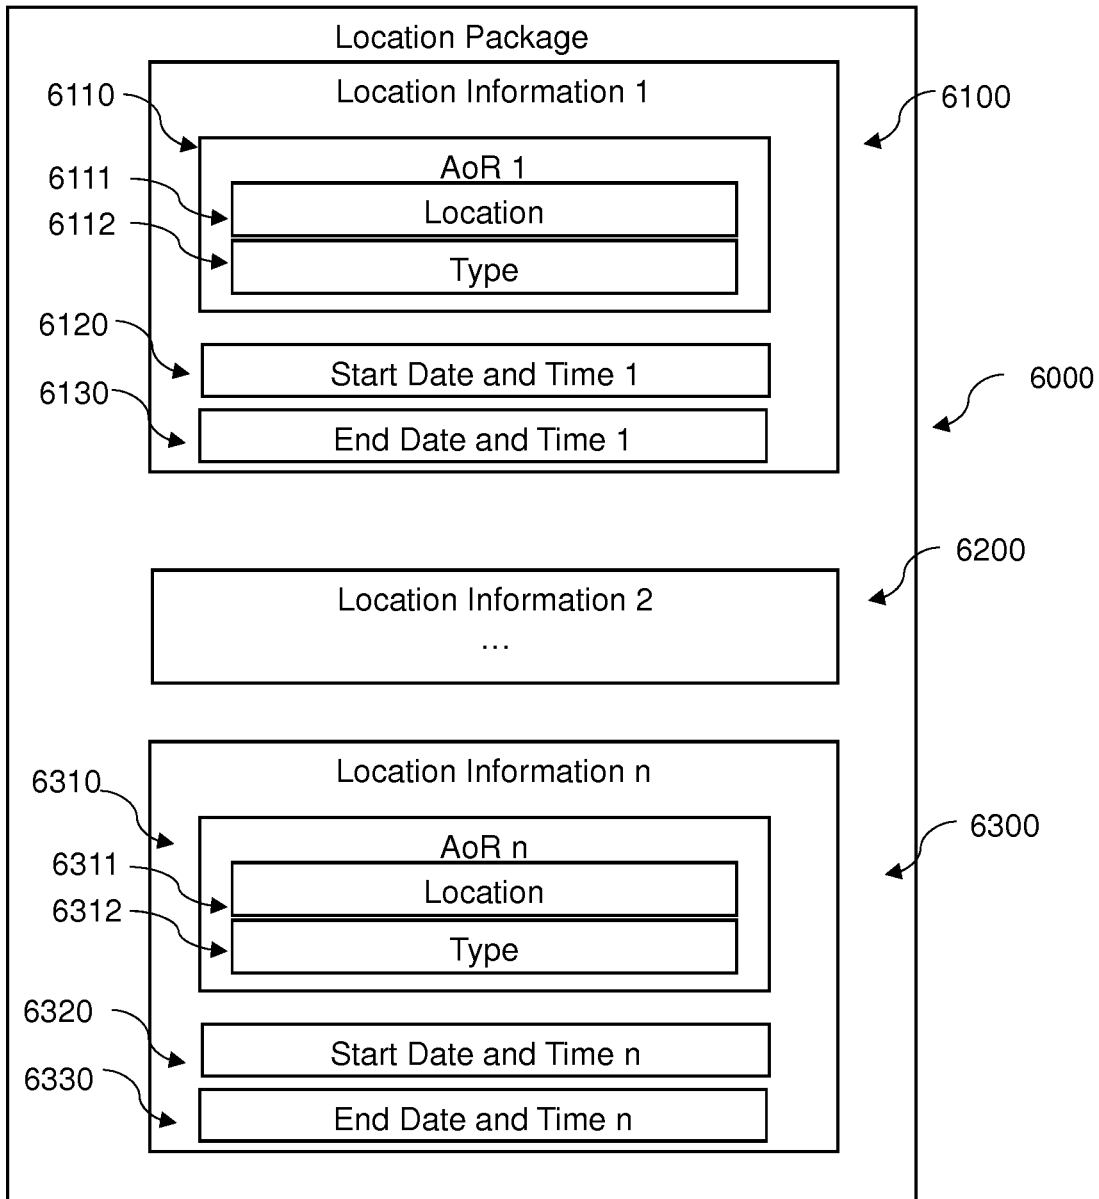 Location Package
Location Information 1
6110
6100
AoR 1
6111
Location
6112
Type
6120
Start Date and Time 1
6000
6130
End Date and Time 1
6200
Location Information 2
...
Location Information n
6310
6300
AoR n
6311
Location
6312
Type
6320
Start Date and Time n
6330
End Date and Time n